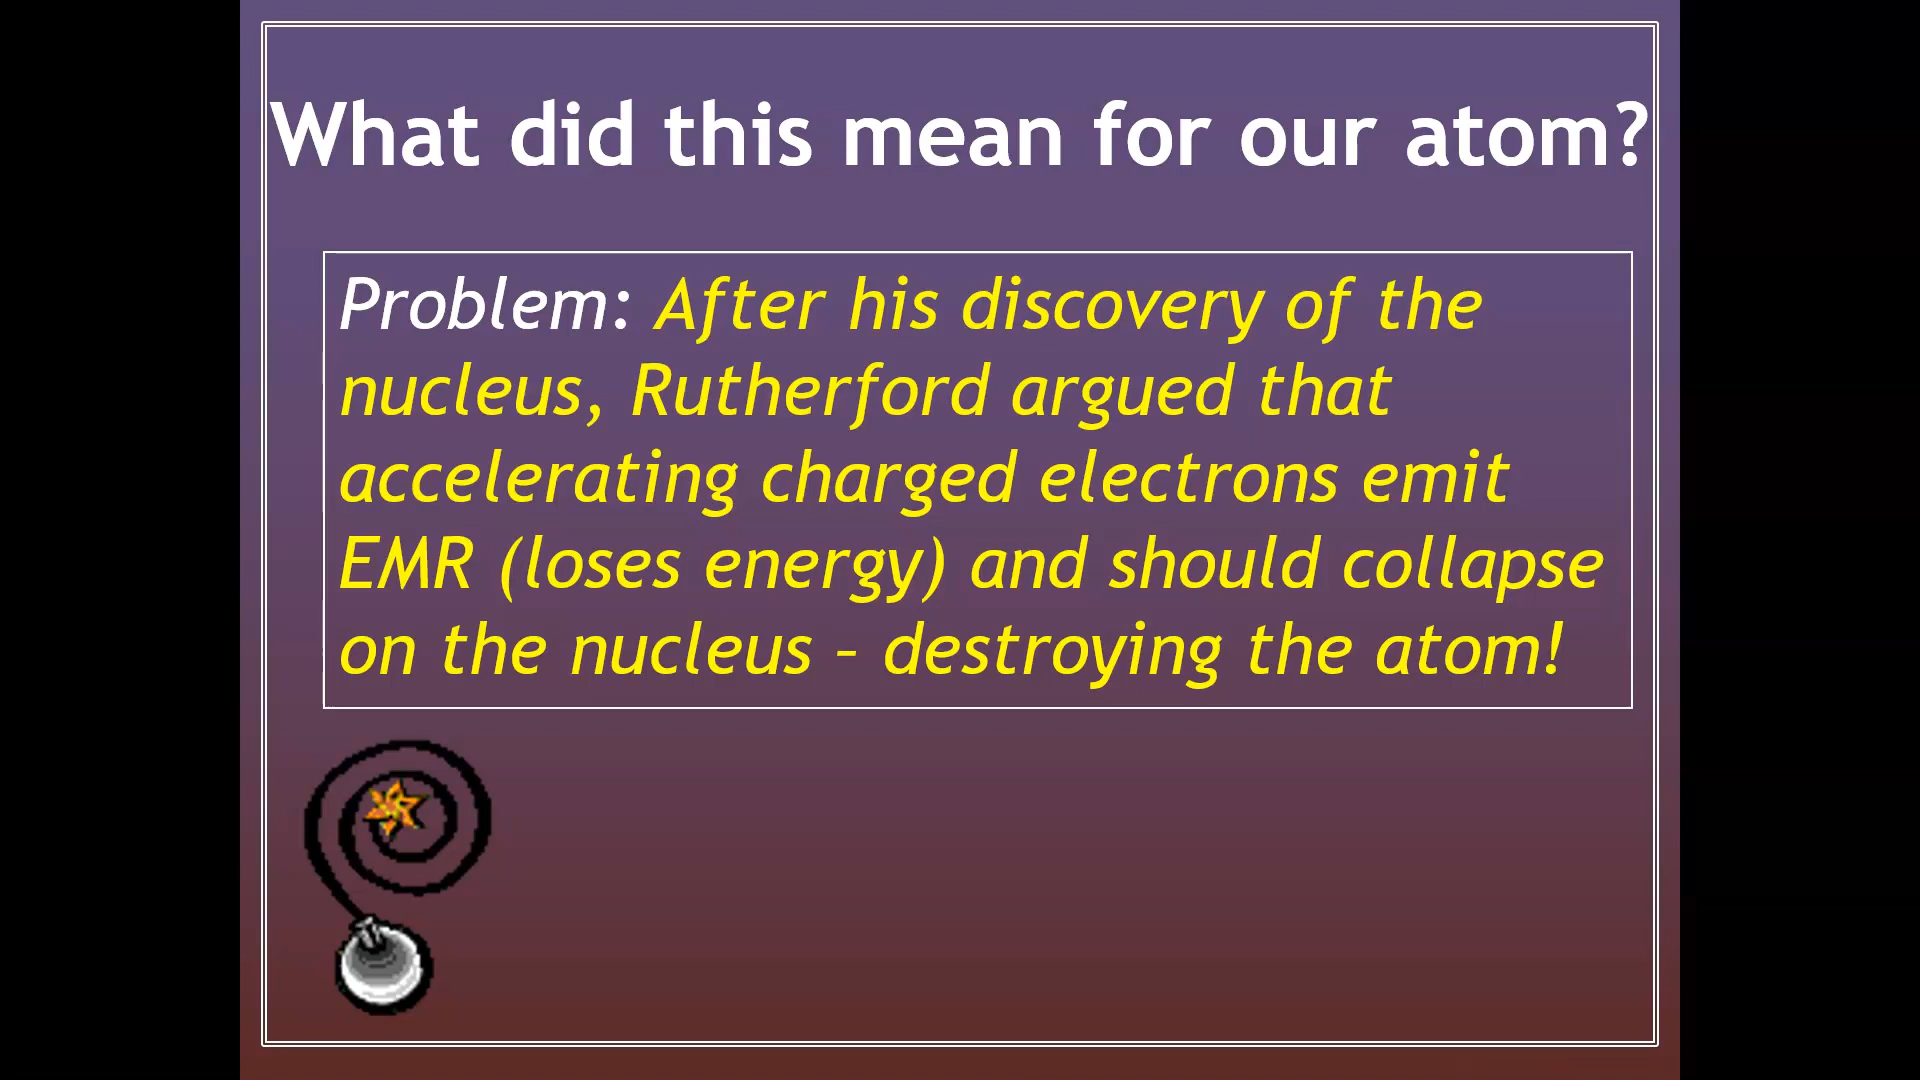 What did this mean for our atom?
Problem: After his discovery of the
nucleus, Rutherford argued that
accelerating charged electrons emit
EMR (loses energy) and should collapse
on the nucleus – destroying the atom!